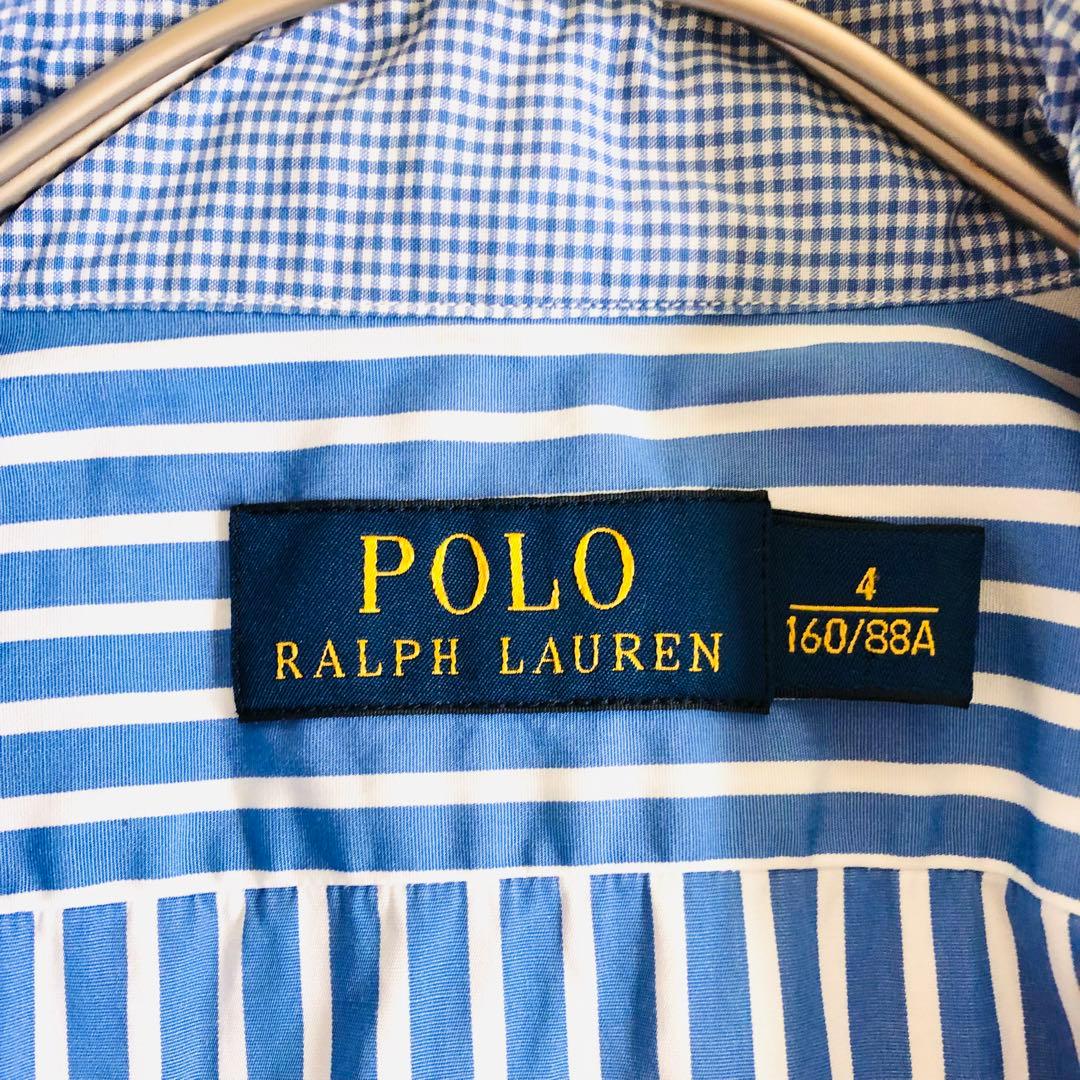 POLO
RALPH LAUREN
4
160/88A